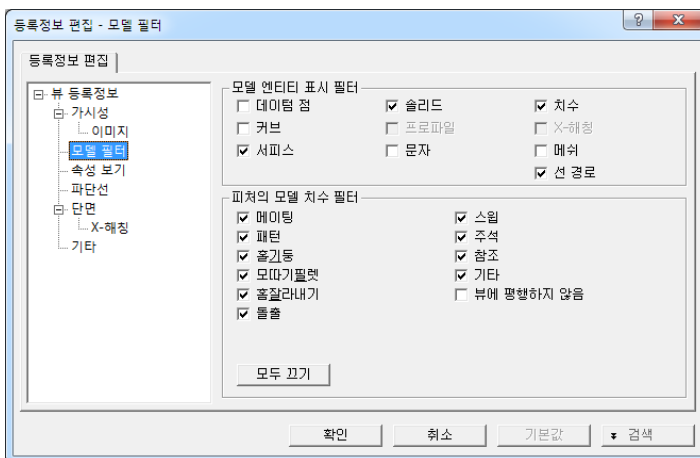 등록정보 편집 - 모델 필터
등록정보 편집
뷰 등록정보
가시성
이미지
모델 필터
속성 보기
파단선
단면
X-해칭
기타
모델 엔티티 표시 필터
데이텀 점
솔리드
치수
커브
프로파일
X-해칭
서피스
문자
메쉬
선 경로
피처의 모델 치수 필터
메이팅
스윕
패턴
주석
홀기둥
참조
모따기필렛
기타
홈잘라내기
뷰에 평행하지 않음
돌출
모두 끄기
확인
취소
기본값
검색